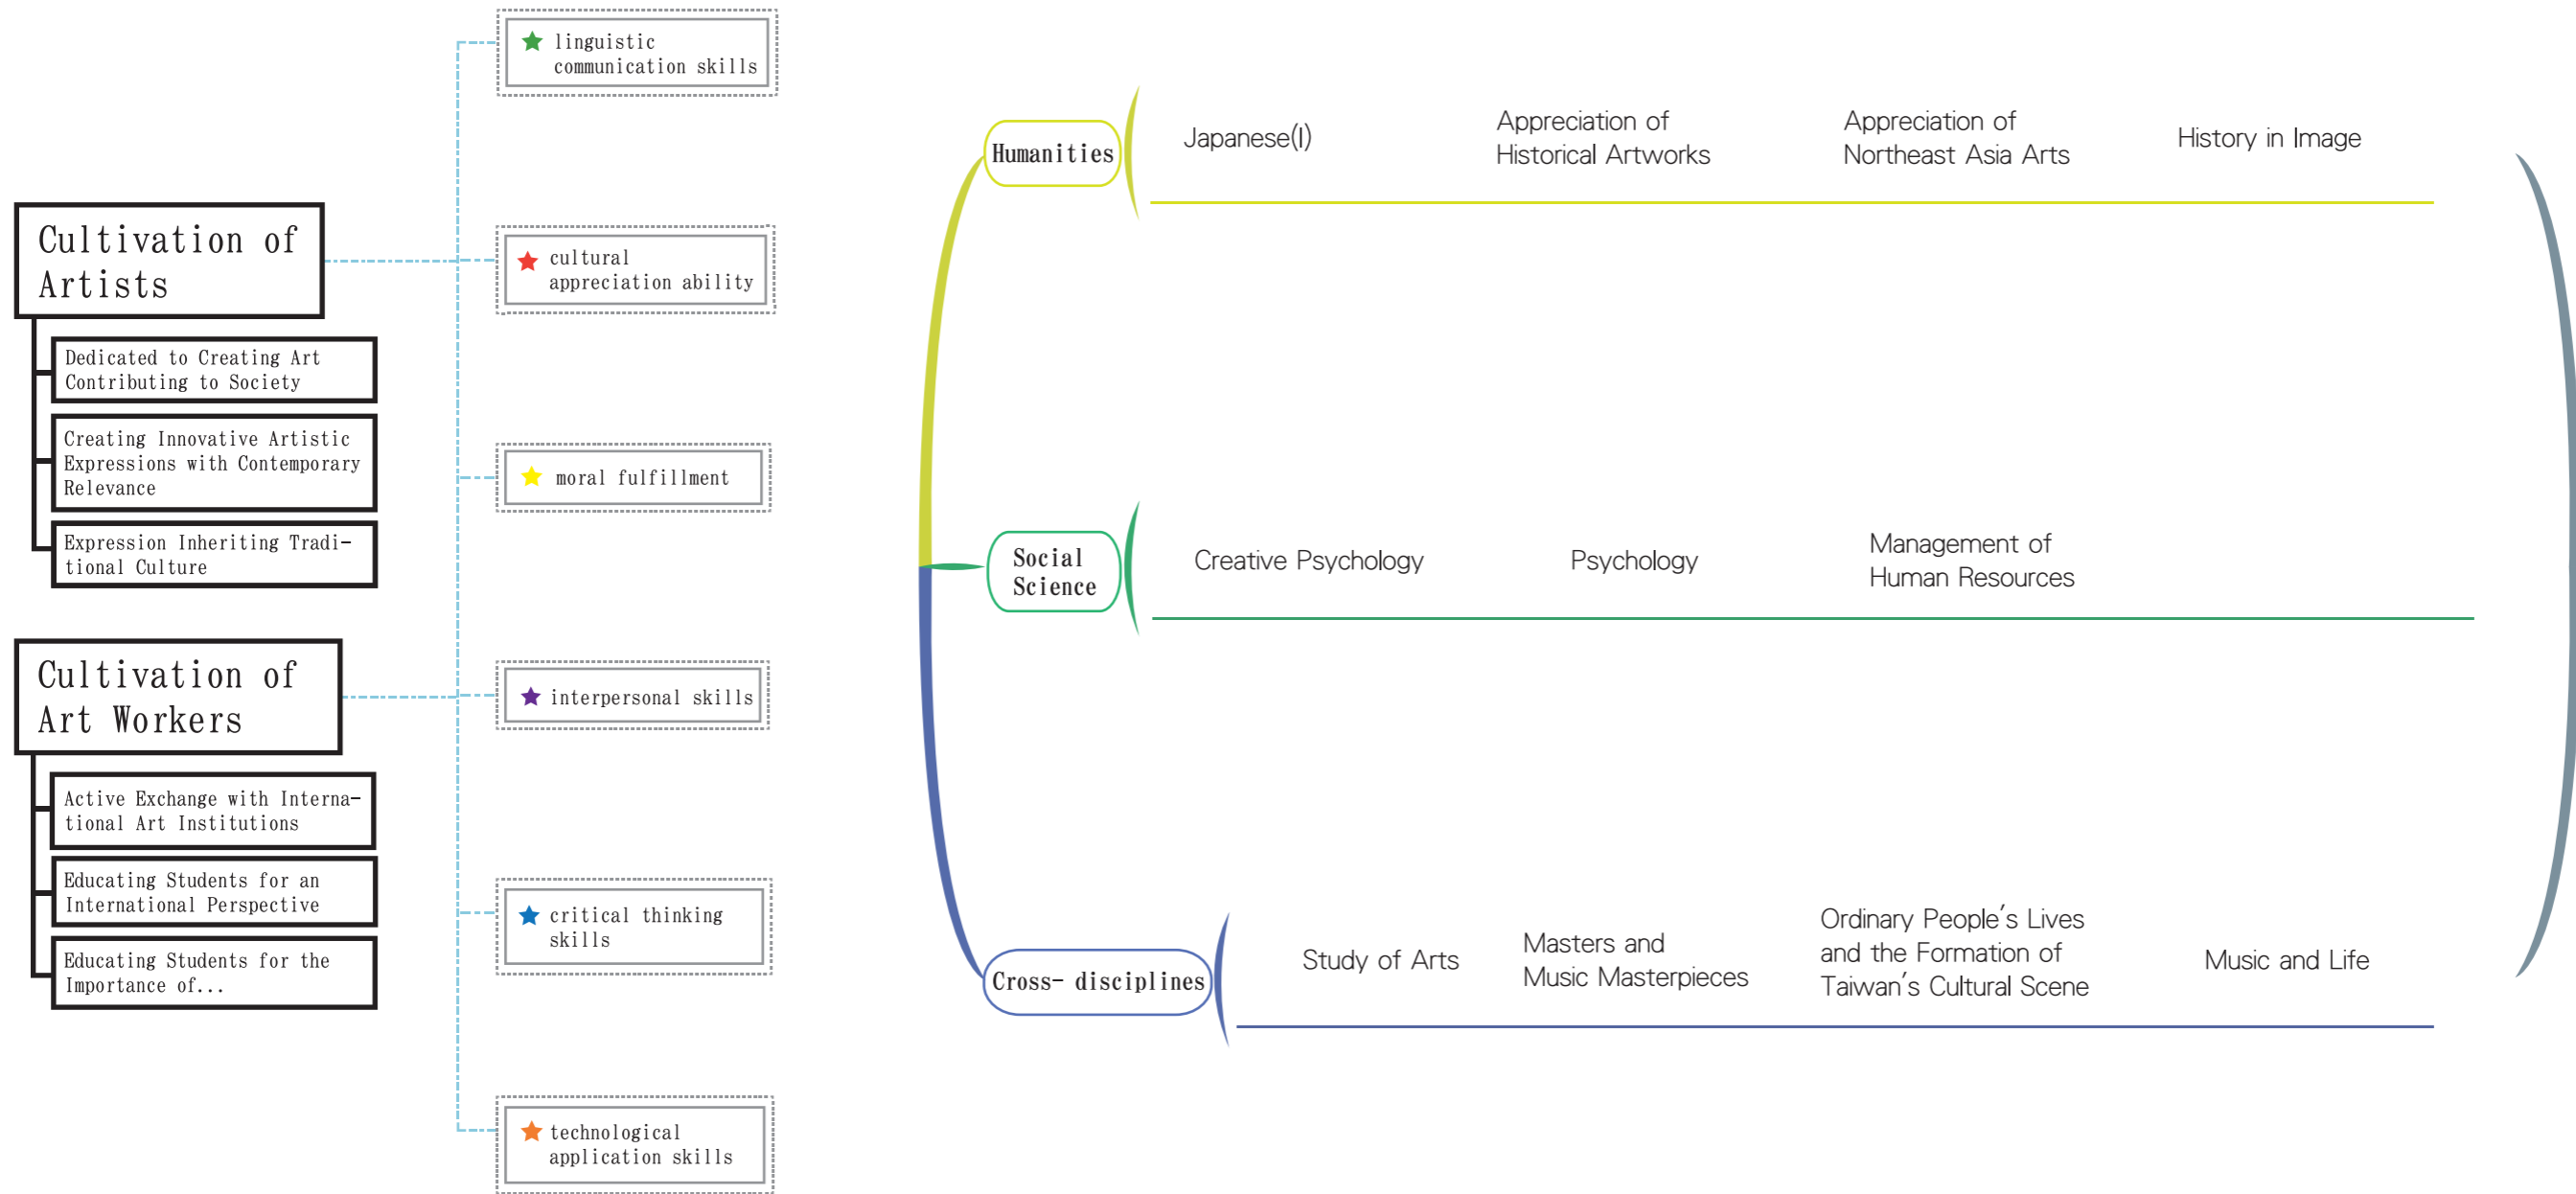 Cultivation of
Artists
Dedicated to Creating Art
Contributing to Society
Creating Innovative Artistic
Expressions with Contemporary
Relevance
Expression Inheriting Tradi-
tional Culture
Cultivation of
Art Workers
Active Exchange with Interna-
tional Art Institutions
Educating Students for an
International Perspective
Educating Students for the
Importance of...
linguistic
communication skills
cultural
appreciation ability
moral fulfillment
interpersonal skills
critical thinking
skills
technological
application skills
Humanities
Japanese(I)
Appreciation of
Historical Artworks
Appreciation of
Northeast Asia Arts
History in Image
Social
Science
Creative Psychology
Psychology
Management of
Human Resources
Cross- disciplines
Study of Arts
Masters and
Music Masterpieces
Ordinary People's Lives
and the Formation of
Taiwan's Cultural Scene
Music and Life